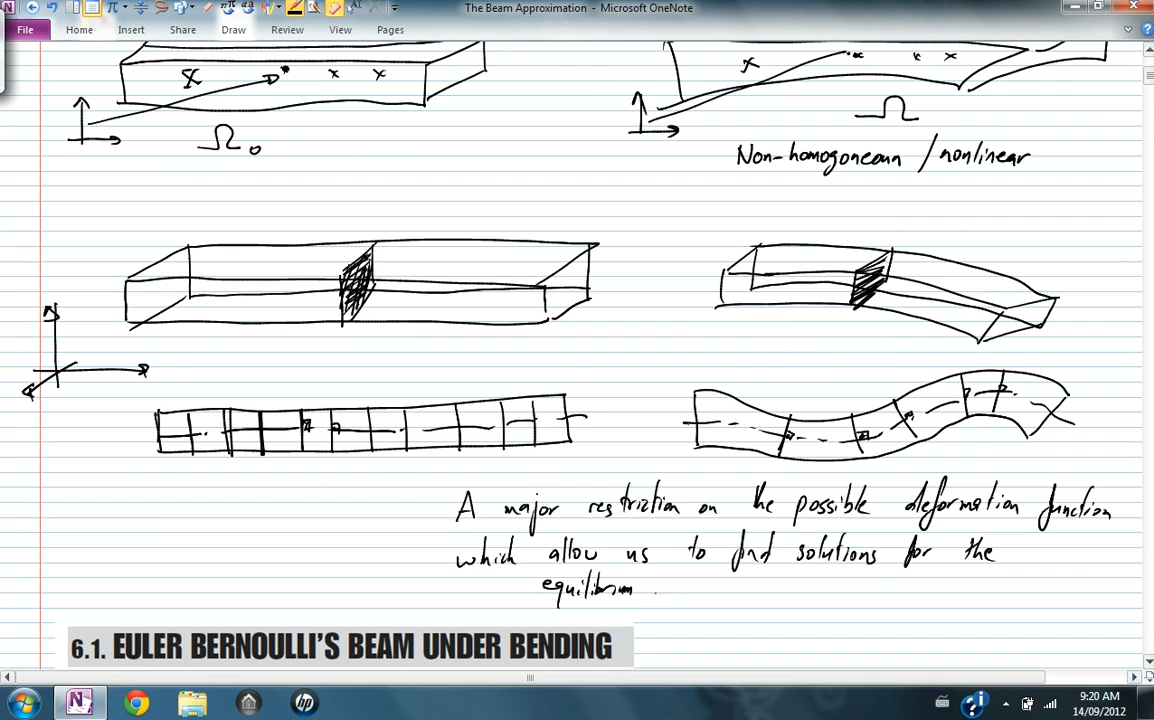 The Beam Approximation - Microsoft OneNote
File Home Insert Share Draw Review View Pages
x x x x x
Ω₀ Ω
Non-homogoneoun / nonlinear
A major restriction on the possible deformation function
which allow us to find solutions for the
equilibrium.
6.1. EULER BERNOULLI'S BEAM UNDER BENDING
9:20 AM
14/09/2012